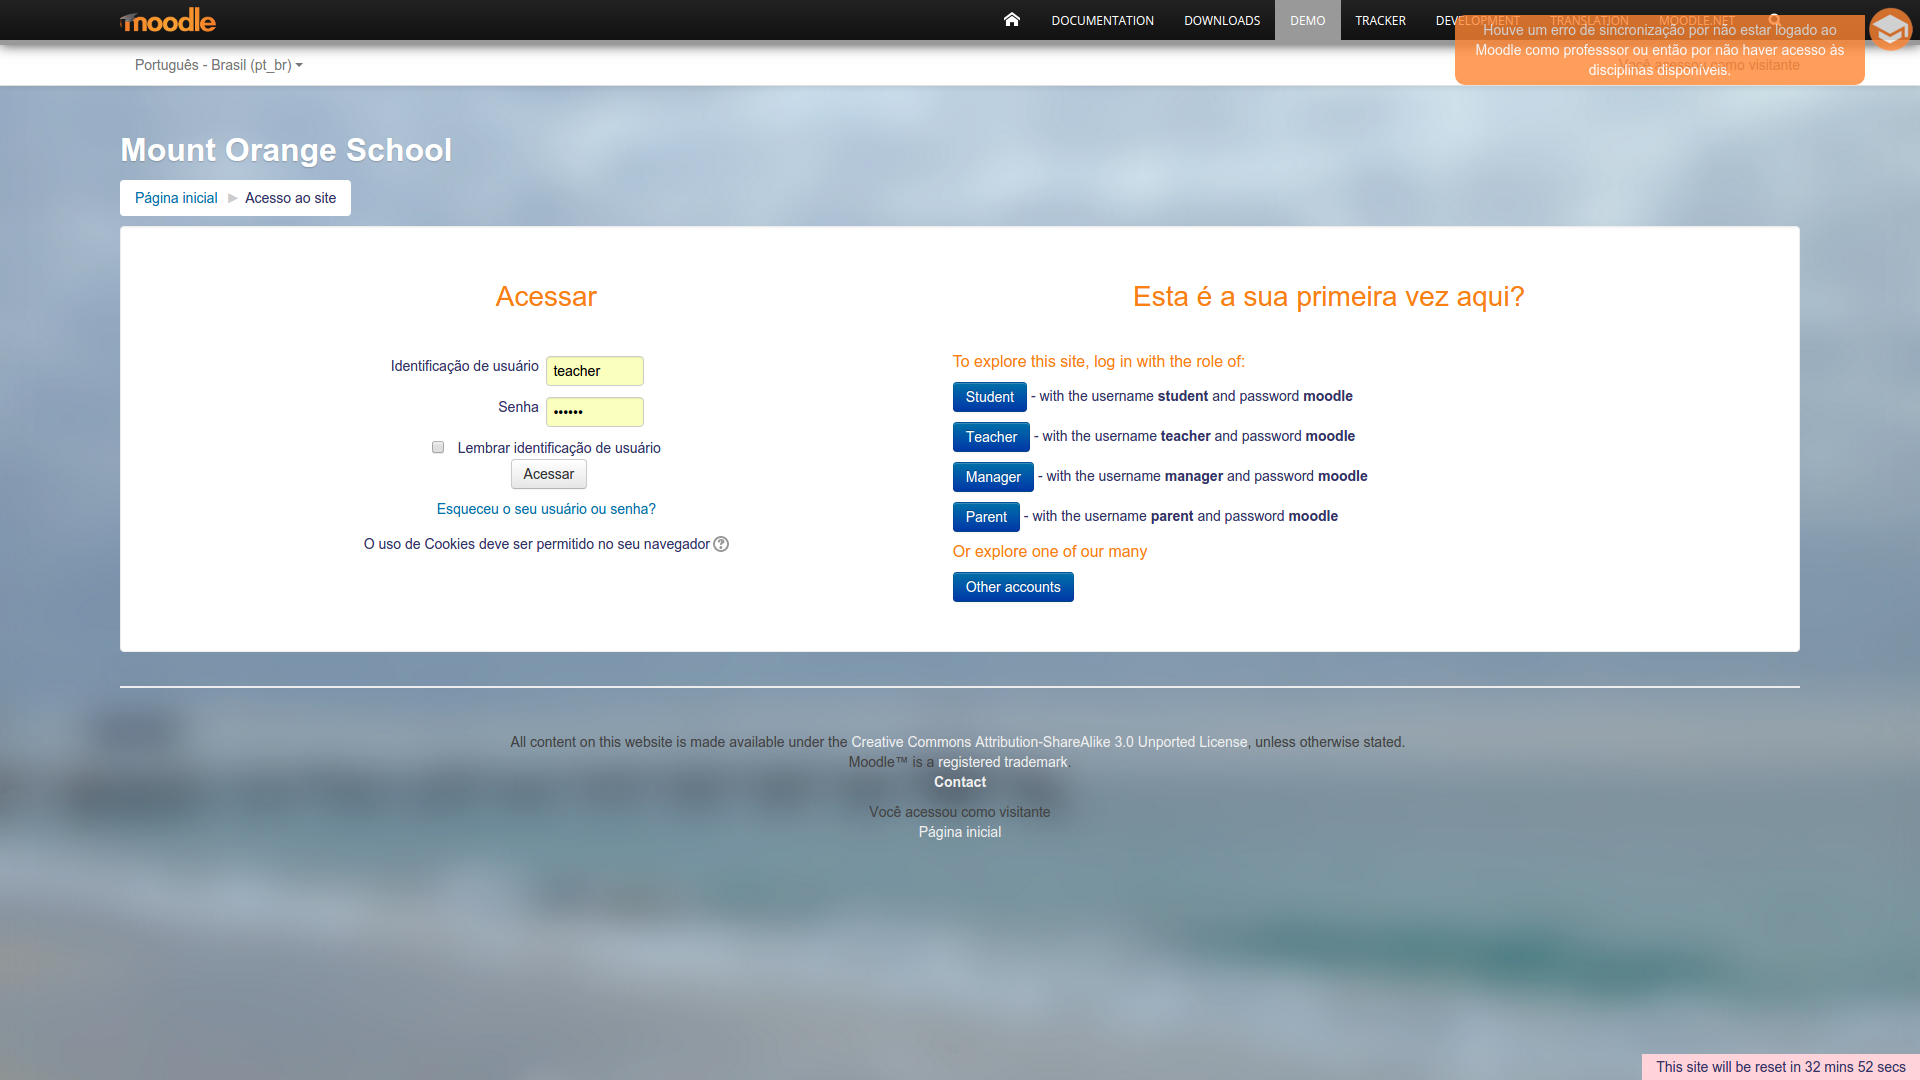 moodle
DOCUMENTATION DOWNLOADS DEMO TRACKER DEVELOPMENT TRANSLATION MOODLE.NET
Houve um erro de sincronização por não estar logado ao
Moodle como professsor ou então por não haver acesso às
disciplinas disponíveis.
Português - Brasil (pt_br)
Você acessou como visitante
Mount Orange School
Página inicial ► Acesso ao site
Acessar
Identificação de usuário teacher
Senha ••••••
Lembrar identificação de usuário
Acessar
Esqueceu o seu usuário ou senha?
O uso de Cookies deve ser permitido no seu navegador ?
Esta é a sua primeira vez aqui?
To explore this site, log in with the role of:
Student - with the username student and password moodle
Teacher - with the username teacher and password moodle
Manager - with the username manager and password moodle
Parent - with the username parent and password moodle
Or explore one of our many
Other accounts
All content on this website is made available under the Creative Commons Attribution-ShareAlike 3.0 Unported License, unless otherwise stated.
Moodle™ is a registered trademark.
Contact
Você acessou como visitante
Página inicial
This site will be reset in 32 mins 52 secs